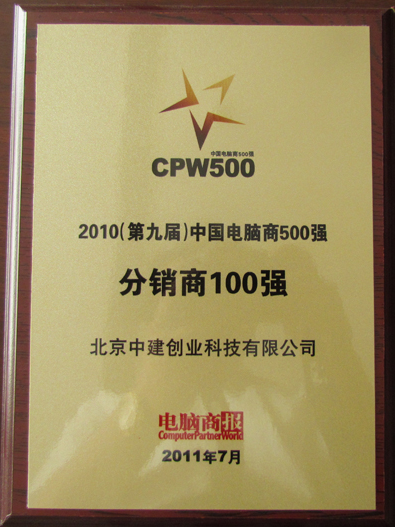 中国电脑商500强
CPW500
2010(第九届)中国电脑商500强
分销商100强
北京中建创业科技有限公司
电脑商报
ComputerPartnerWorld
2011年7月